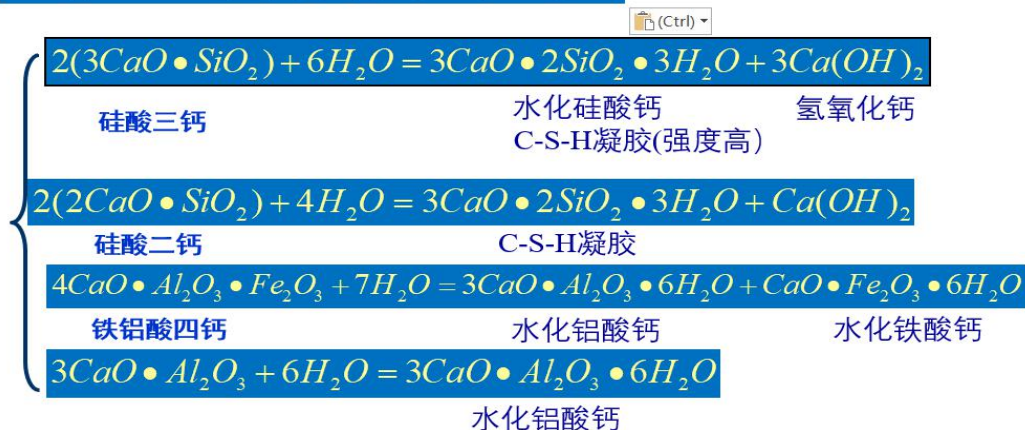 (Ctrl)
2(3CaO•SiO₂)+6H₂O=3CaO•2SiO₂•3H₂O+3Ca(OH)₂
硅酸三钙 水化硅酸钙 氢氧化钙
C-S-H凝胶(强度高）
2(2CaO•SiO₂)+4H₂O=3CaO•2SiO₂•3H₂O+Ca(OH)₂
硅酸二钙 C-S-H凝胶
4CaO•Al₂O₃•Fe₂O₃+7H₂O=3CaO•Al₂O₃•6H₂O+CaO•Fe₂O₃•6H₂O
铁铝酸四钙 水化铝酸钙 水化铁酸钙
3CaO•Al₂O₃+6H₂O=3CaO•Al₂O₃•6H₂O
水化铝酸钙